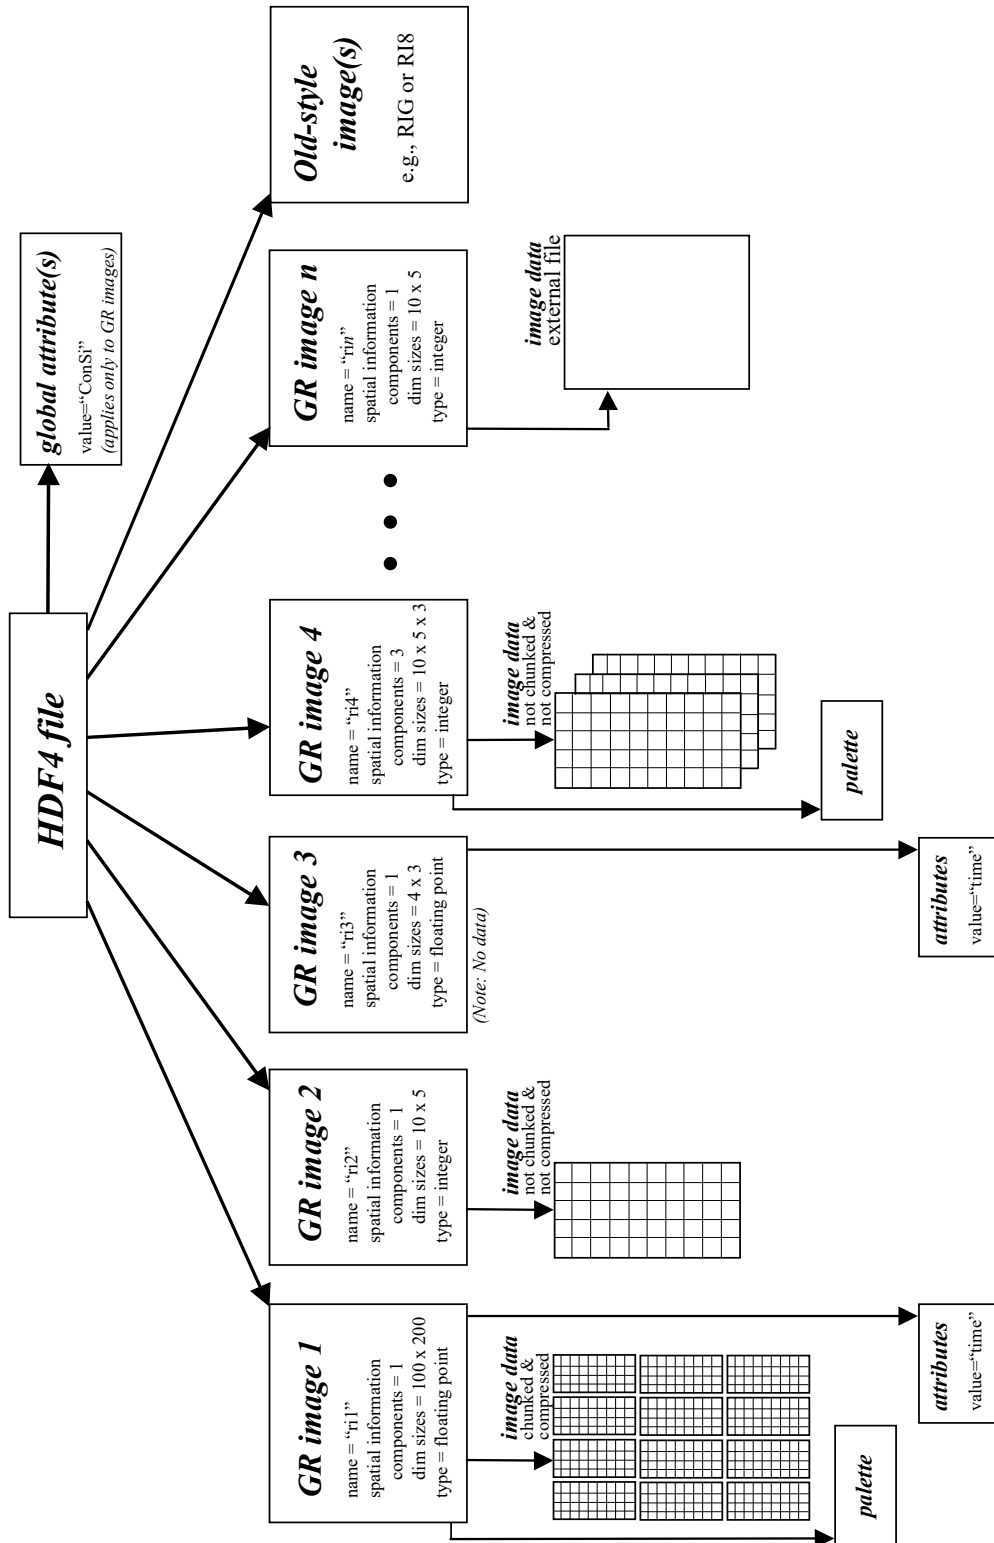 HDF4 file
global attribute(s)
value=“ConSi”
(applies only to GR images)
GR image 1
name = “ri1”
spatial information
components = 1
dim sizes = 100 x 200
type = floating point
GR image 2
name = “ri2”
spatial information
components = 1
dim sizes = 10 x 5
type = integer
GR image 3
name = “ri3”
spatial information
components = 1
dim sizes = 4 x 3
type = floating point
(Note: No data)
GR image 4
name = “ri4”
spatial information
components = 3
dim sizes = 10 x 5 x 3
type = integer
• • •
GR image n
name = “rin”
spatial information
components = 1
dim sizes = 10 x 5
type = integer
Old-style
image(s)
e.g., RIG or RI8
image data
chunked &
compressed
image data
not chunked &
not compressed
image data
not chunked &
not compressed
image data
external file
palette
attributes
value=“time”
attributes
value=“time”
palette